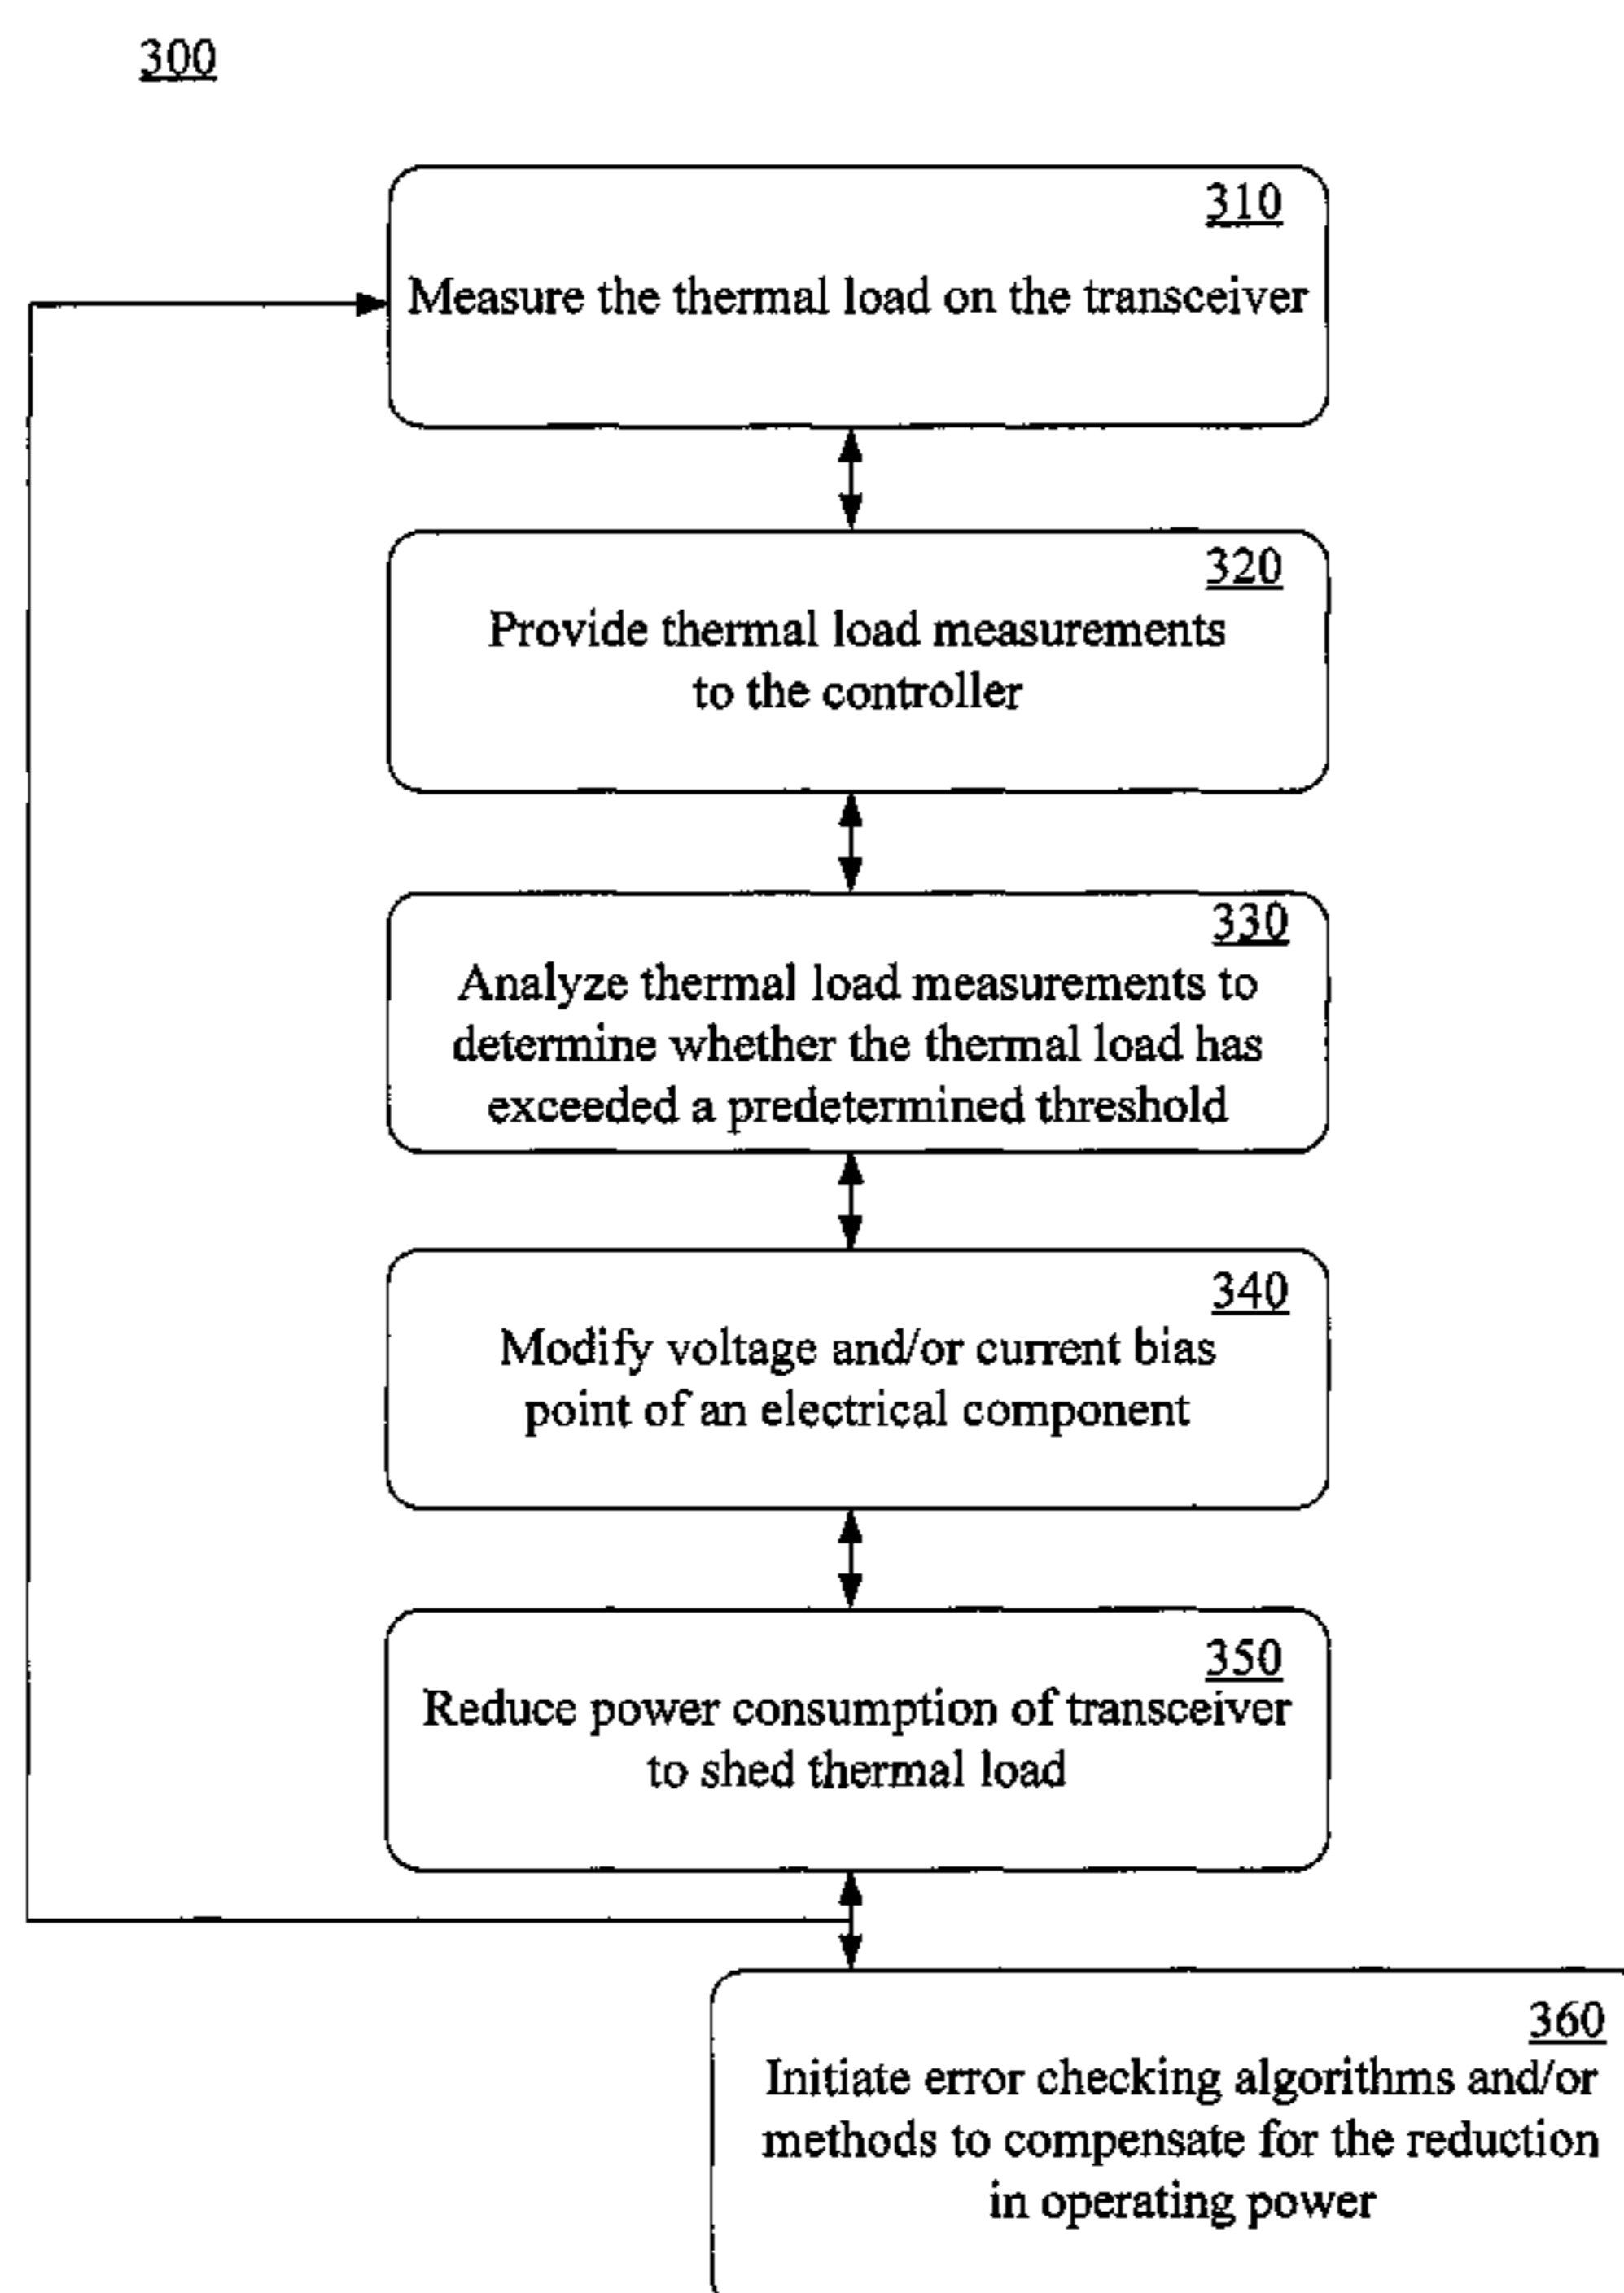 300
310
Measure the thermal load on the transceiver
320
Provide thermal load measurements
to the controller
330
Analyze thermal load measurements to
determine whether the thermal load has
exceeded a predetermined threshold
340
Modify voltage and/or current bias
point of an electrical component
350
Reduce power consumption of transceiver
to shed thermal load
360
Initiate error checking algorithms and/or
methods to compensate for the reduction
in operating power